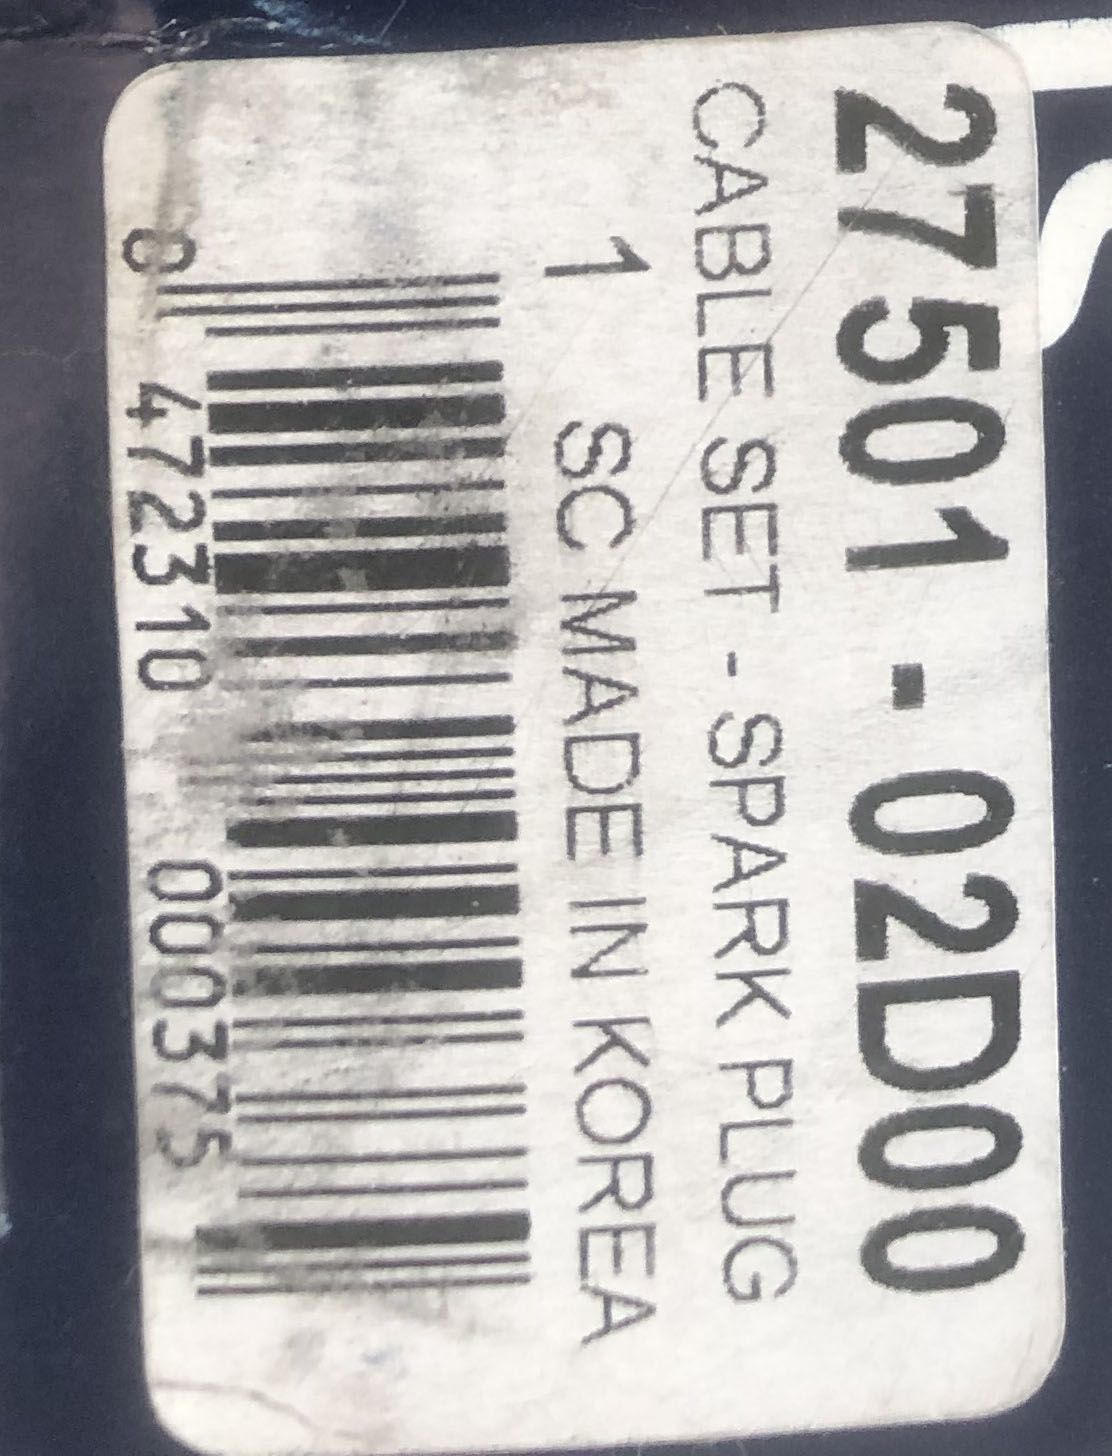 27501-02D00
CABLE SET - SPARK PLUG
1 SC MADE IN KOREA
8 472310 000375